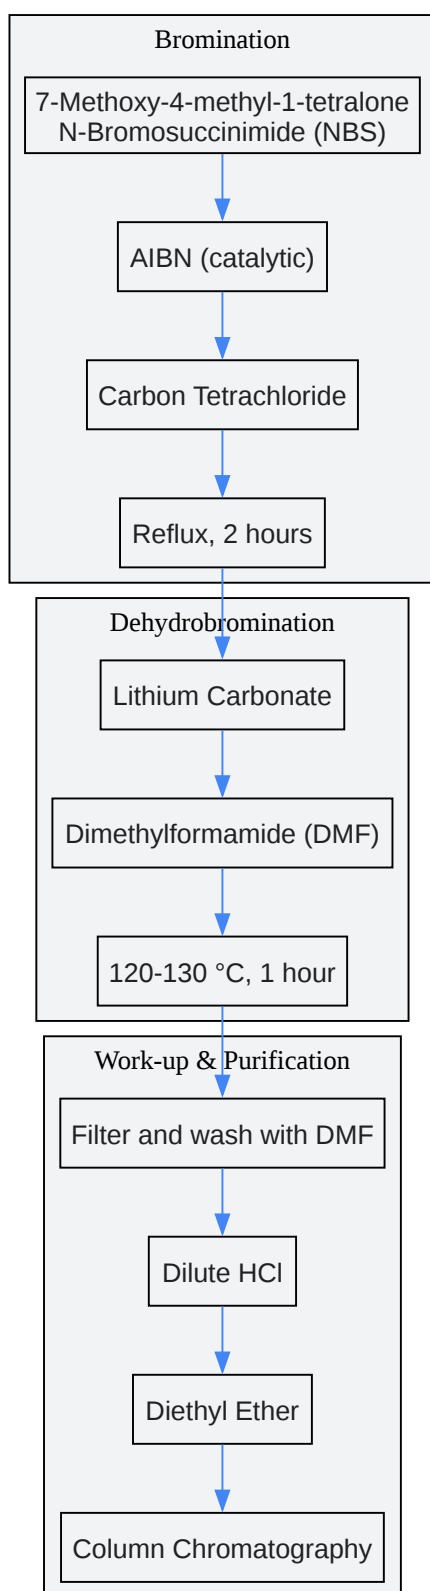 Bromination
7-Methoxy-4-methyl-1-tetralone
N-Bromosuccinimide (NBS)
AIBN (catalytic)
Carbon Tetrachloride
Reflux, 2 hours
Dehydrobromination
Lithium Carbonate
Dimethylformamide (DMF)
120-130 °C, 1 hour
Work-up & Purification
Filter and wash with DMF
Dilute HCl
Diethyl Ether
Column Chromatography